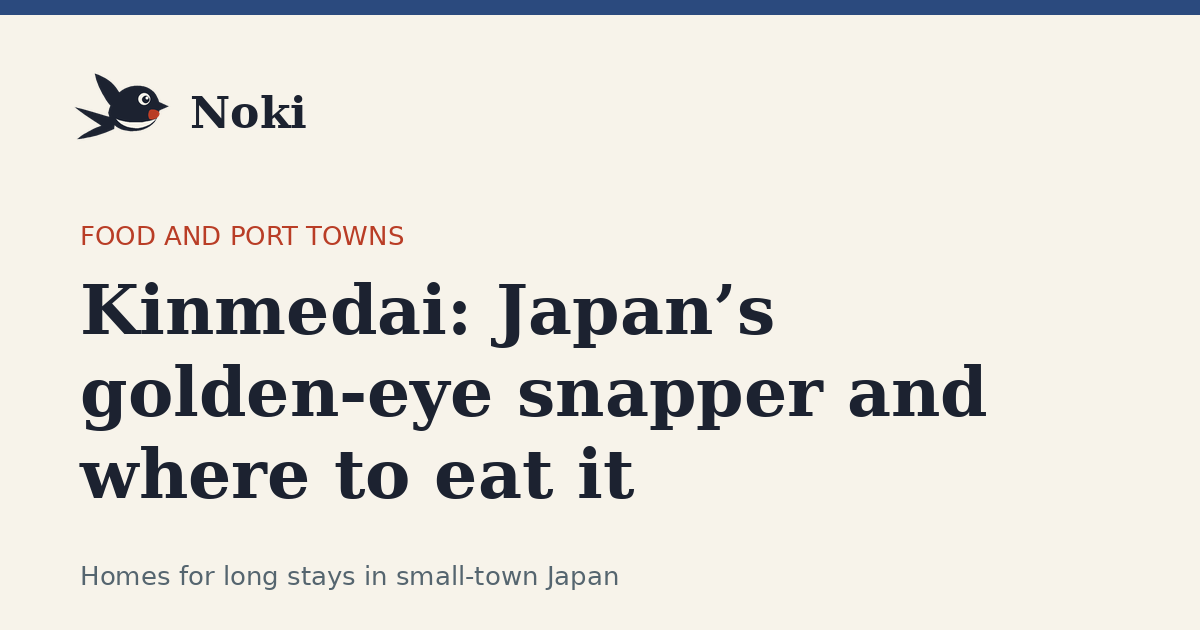 Noki
FOOD AND PORT TOWNS
Kinmedai: Japan’s
golden-eye snapper and
where to eat it
Homes for long stays in small-town Japan